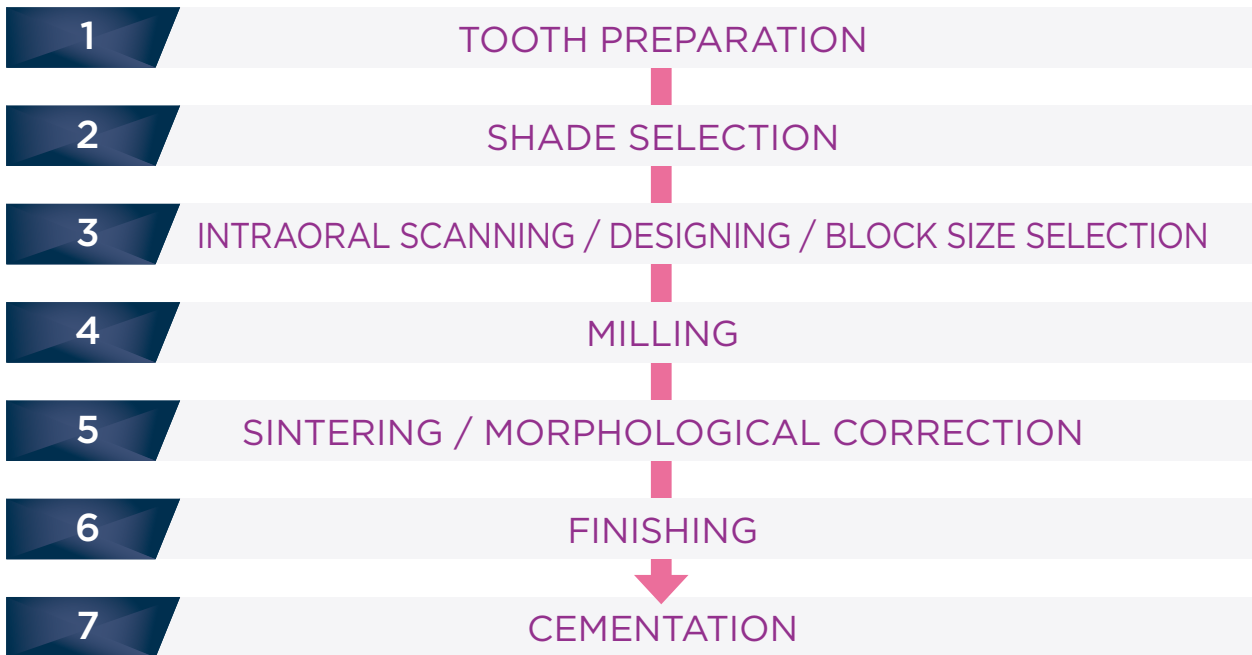 1 TOOTH PREPARATION
2 SHADE SELECTION
3 INTRAORAL SCANNING / DESIGNING / BLOCK SIZE SELECTION
4 MILLING
5 SINTERING / MORPHOLOGICAL CORRECTION
6 FINISHING
7 CEMENTATION